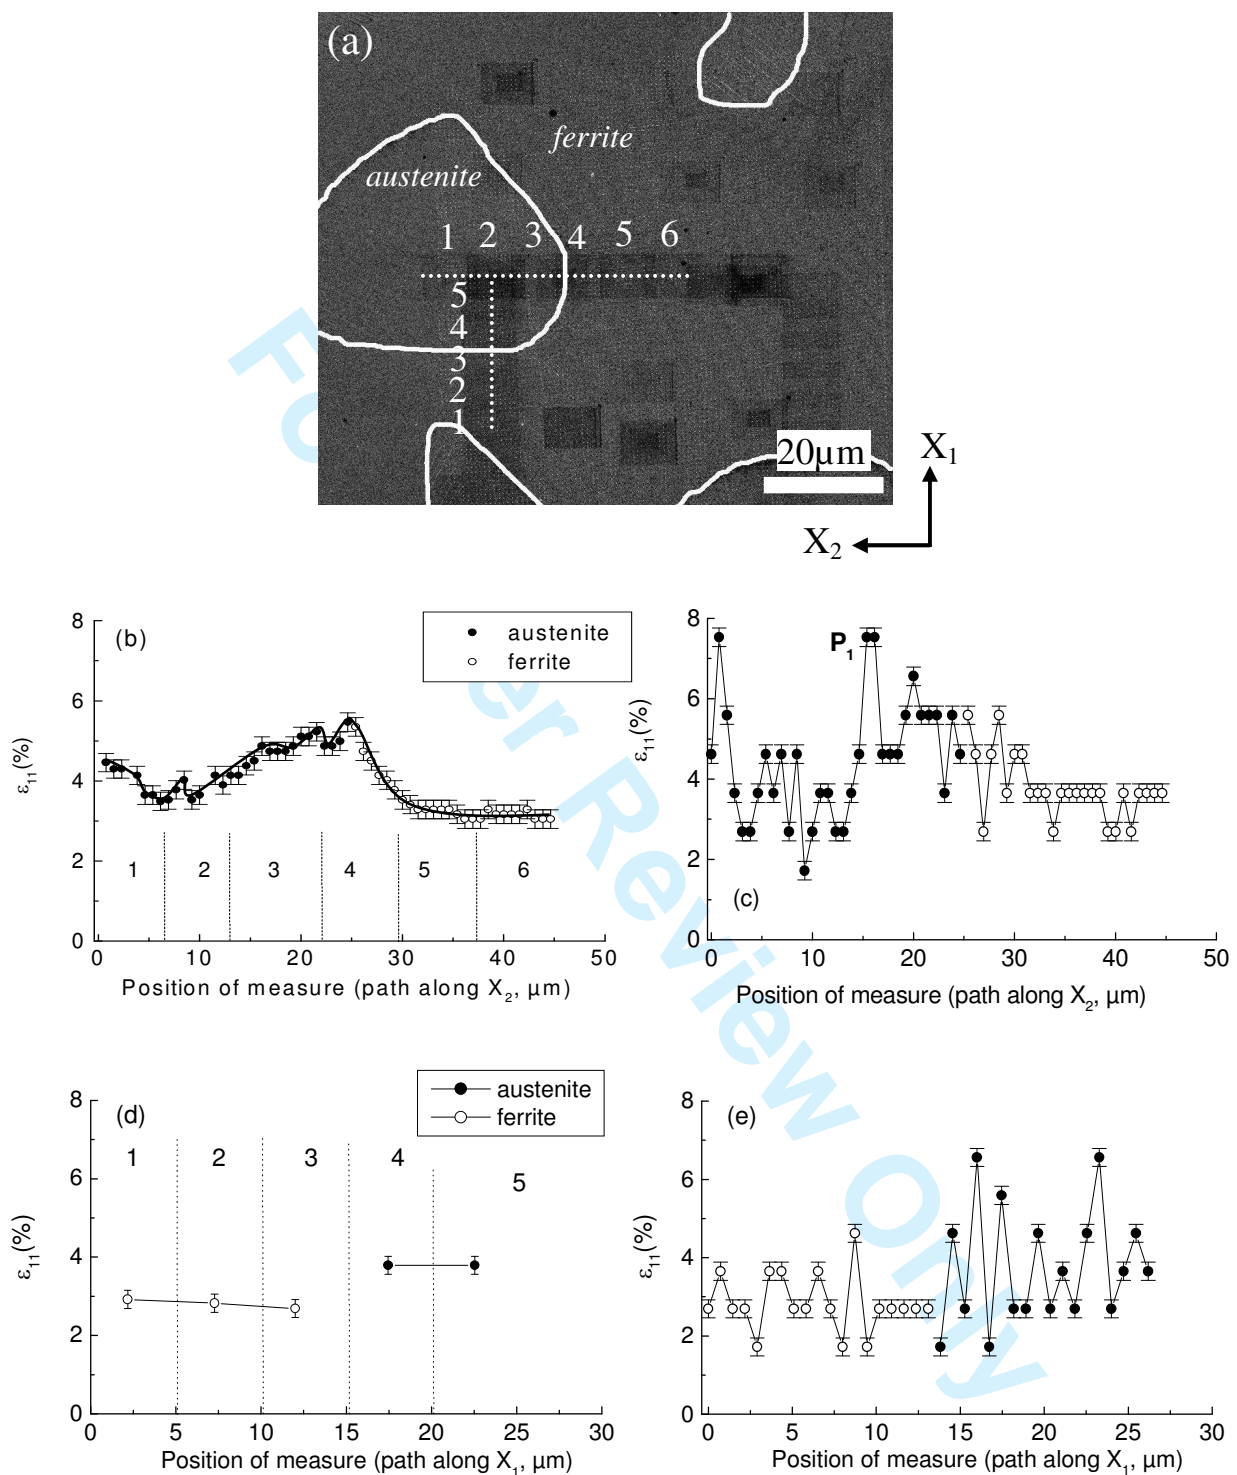 (a)
ferrite
austenite
1 2 3 4 5 6
5
4
3
2
1
20µm
X1
X2
8
6
4
2
0
ε11(%)
(b)
austenite
ferrite
1 2 3 4 5 6
0 10 20 30 40 50
Position of measure (path along X2, µm)
8
6
4
2
0
ε11(%)
P1
(c)
0 10 20 30 40 50
Position of measure (path along X2, µm)
8
6
4
2
0
ε11(%)
(d)
austenite
ferrite
1 2 3 4 5
0 5 10 15 20 25 30
Position of measure (path along X1, µm)
8
6
4
2
0
ε11(%)
(e)
0 5 10 15 20 25 30
Position of measure (path along X1, µm)
For Peer Review Only